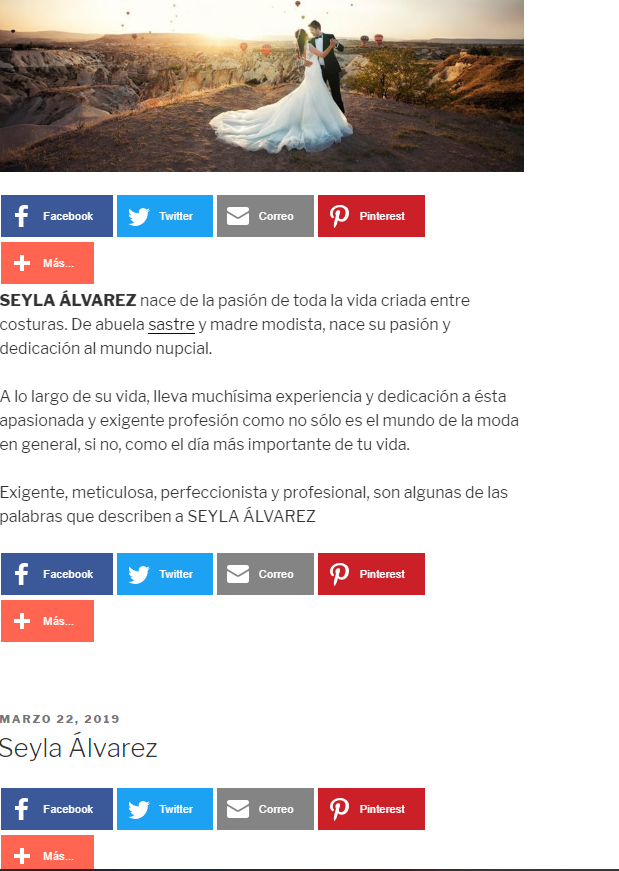 Facebook Twitter Correo Pinterest
Más...
SEYLA ÁLVAREZ nace de la pasión de toda la vida criada entre
costuras. De abuela sastre y madre modista, nace su pasión y
dedicación al mundo nupcial.
A lo largo de su vida, lleva muchísima experiencia y dedicación a ésta
apasionada y exigente profesión como no sólo es el mundo de la moda
en general, si no, como el día más importante de tu vida.
Exigente, meticulosa, perfeccionista y profesional, son algunas de las
palabras que describen a SEYLA ÁLVAREZ
Facebook Twitter Correo Pinterest
Más...
MARZO 22, 2019
Seyla Álvarez
Facebook Twitter Correo Pinterest
Más...